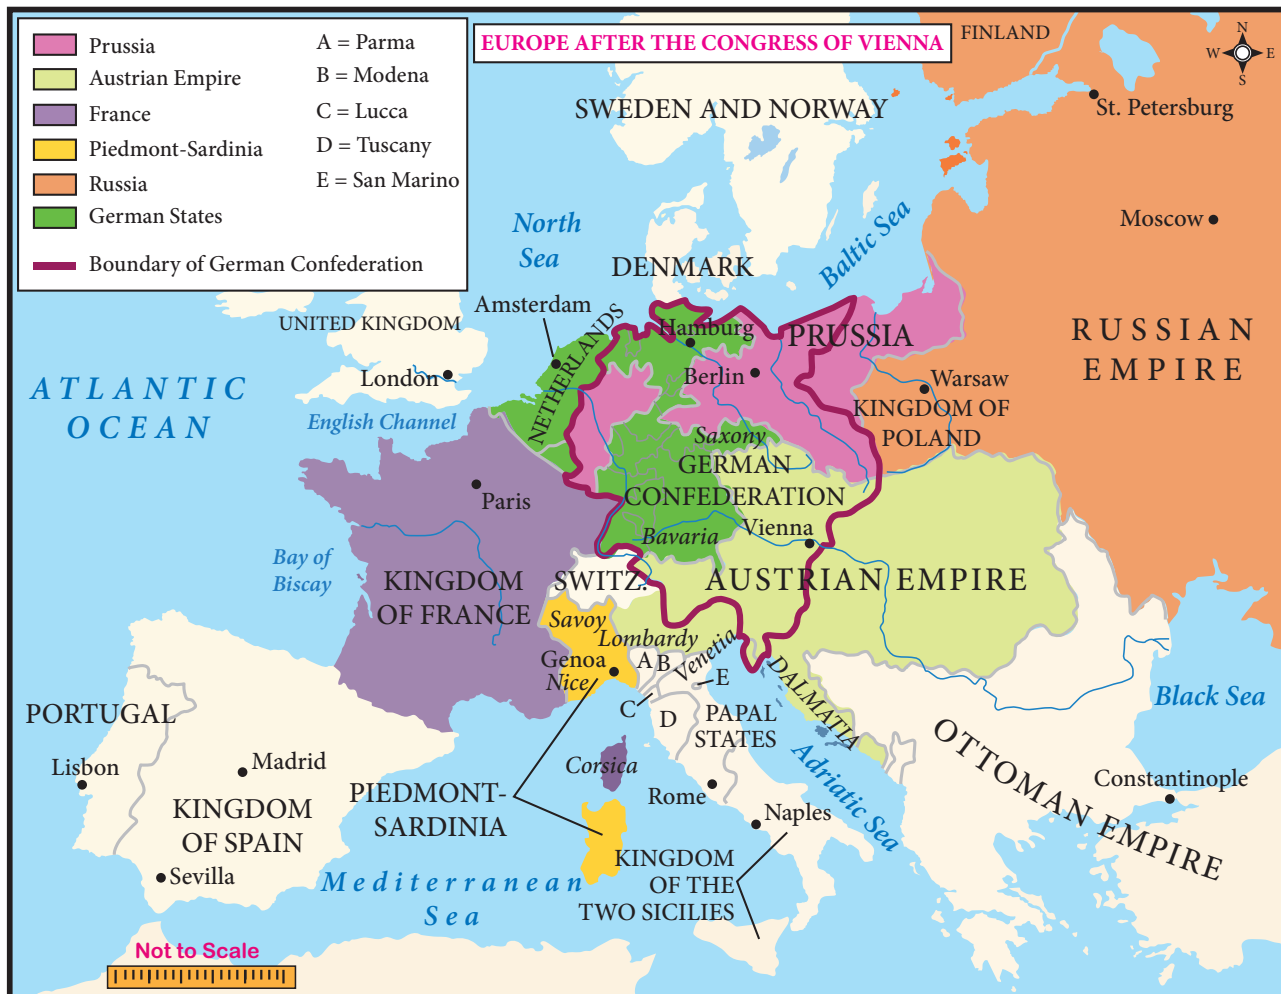 EUROPE AFTER THE CONGRESS OF VIENNA
Prussia
Austrian Empire
France
Piedmont-Sardinia
Russia
German States
Boundary of German Confederation
A = Parma
B = Modena
C = Lucca
D = Tuscany
E = San Marino
N
W
E
S
FINLAND
SWEDEN AND NORWAY
St. Petersburg
Moscow
North
Sea
Baltic Sea
DENMARK
Amsterdam
UNITED KINGDOM
NETHERLANDS
Hamburg
PRUSSIA
RUSSIAN
EMPIRE
London
Berlin
Warsaw
ATLANTIC
OCEAN
English Channel
KINGDOM OF
POLAND
Saxony
GERMAN
CONFEDERATION
Paris
Bavaria
Vienna
Bay of
Biscay
KINGDOM
OF FRANCE
SWITZ.
AUSTRIAN EMPIRE
Savoy
Lombardy
Venetia
Genoa
Nice
A
B
E
C
D
DALMATIA
PAPAL
STATES
Black Sea
PORTUGAL
Lisbon
Madrid
KINGDOM
OF SPAIN
Sevilla
Corsica
PIEDMONT-
SARDINIA
Rome
Naples
Adriatic Sea
OTTOMAN EMPIRE
Constantinople
KINGDOM
OF THE
TWO SICILIES
Mediterranean
Sea
Not to Scale